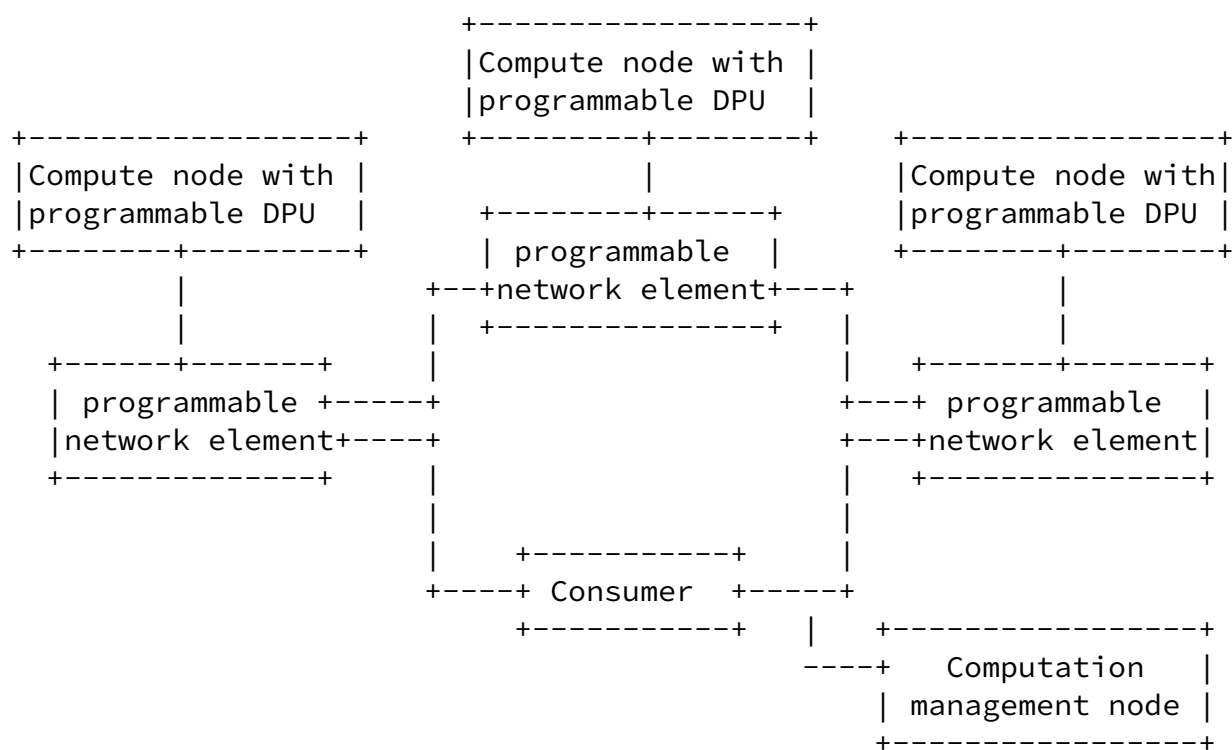 Compute node with
programmable DPU
Compute node with
programmable DPU
Compute node with
programmable DPU
programmable
network element
programmable
network element
programmable
network element
Consumer
Computation
management node